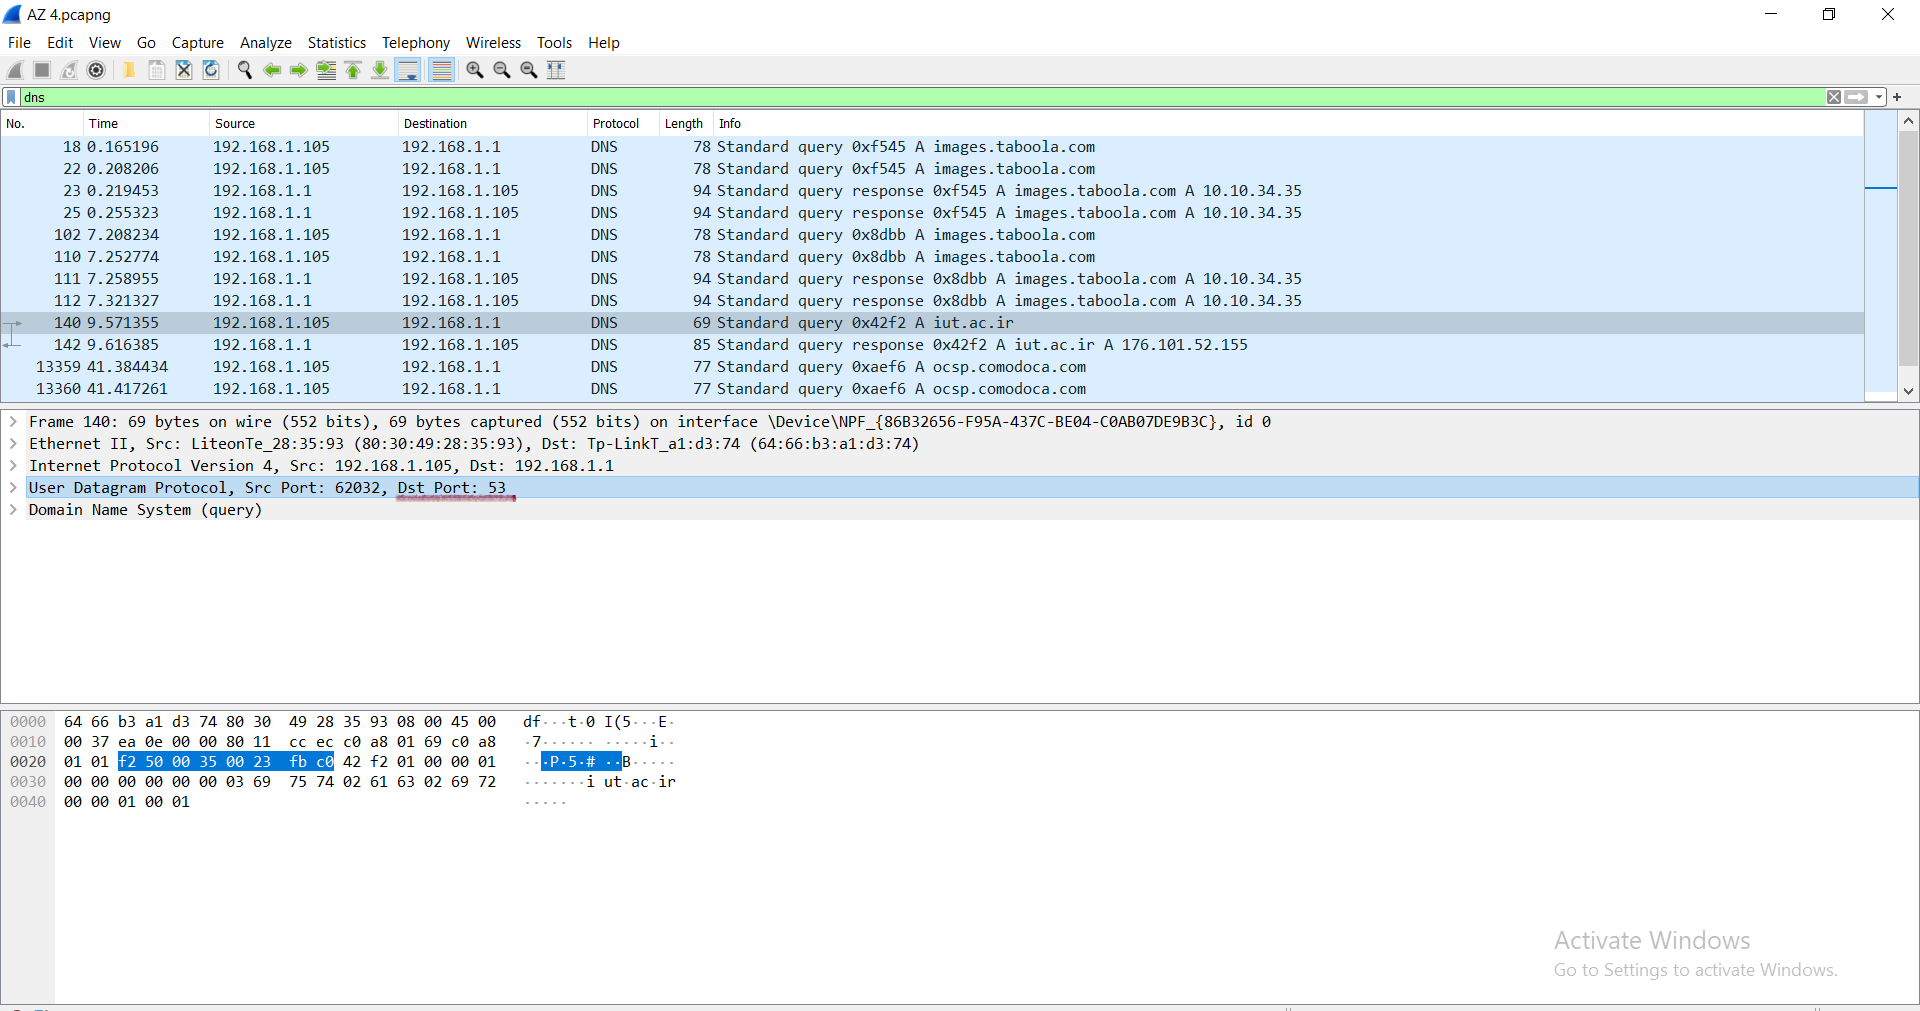 AZ 4.pcapng
File Edit View Go Capture Analyze Statistics Telephony Wireless Tools Help
dns
No. Time Source Destination Protocol Length Info
18 0.165196 192.168.1.105 192.168.1.1 DNS 78 Standard query 0xf545 A images.taboola.com
22 0.208206 192.168.1.105 192.168.1.1 DNS 78 Standard query 0xf545 A images.taboola.com
23 0.219453 192.168.1.1 192.168.1.105 DNS 94 Standard query response 0xf545 A images.taboola.com A 10.10.34.35
25 0.255323 192.168.1.1 192.168.1.105 DNS 94 Standard query response 0xf545 A images.taboola.com A 10.10.34.35
102 7.208234 192.168.1.105 192.168.1.1 DNS 78 Standard query 0x8dbb A images.taboola.com
110 7.252774 192.168.1.105 192.168.1.1 DNS 78 Standard query 0x8dbb A images.taboola.com
111 7.258955 192.168.1.1 192.168.1.105 DNS 94 Standard query response 0x8dbb A images.taboola.com A 10.10.34.35
112 7.321327 192.168.1.1 192.168.1.105 DNS 94 Standard query response 0x8dbb A images.taboola.com A 10.10.34.35
140 9.571355 192.168.1.105 192.168.1.1 DNS 69 Standard query 0x42f2 A iut.ac.ir
142 9.616385 192.168.1.1 192.168.1.105 DNS 85 Standard query response 0x42f2 A iut.ac.ir A 176.101.52.155
13359 41.384434 192.168.1.105 192.168.1.1 DNS 77 Standard query 0xaef6 A ocsp.comodoca.com
13360 41.417261 192.168.1.105 192.168.1.1 DNS 77 Standard query 0xaef6 A ocsp.comodoca.com
Frame 140: 69 bytes on wire (552 bits), 69 bytes captured (552 bits) on interface \Device\NPF_{86B32656-F95A-437C-BE04-C0AB07DE9B3C}, id 0
Ethernet II, Src: LiteonTe_28:35:93 (80:30:49:28:35:93), Dst: Tp-LinkT_a1:d3:74 (64:66:b3:a1:d3:74)
Internet Protocol Version 4, Src: 192.168.1.105, Dst: 192.168.1.1
User Datagram Protocol, Src Port: 62032, Dst Port: 53
Domain Name System (query)
0000 64 66 b3 a1 d3 74 80 30 49 28 35 93 08 00 45 00 df···t·0 I(5···E·
0010 00 37 ea 0e 00 00 80 11 cc ec c0 a8 01 69 c0 a8 ·7······ ·····i··
0020 01 01 f2 50 00 35 00 23 fb c0 42 f2 01 00 00 01 ···P·5·# ··B·····
0030 00 00 00 00 00 00 03 69 75 74 02 61 63 02 69 72 ·······i ut·ac·ir
0040 00 00 01 00 01 ·····
Activate Windows
Go to Settings to activate Windows.